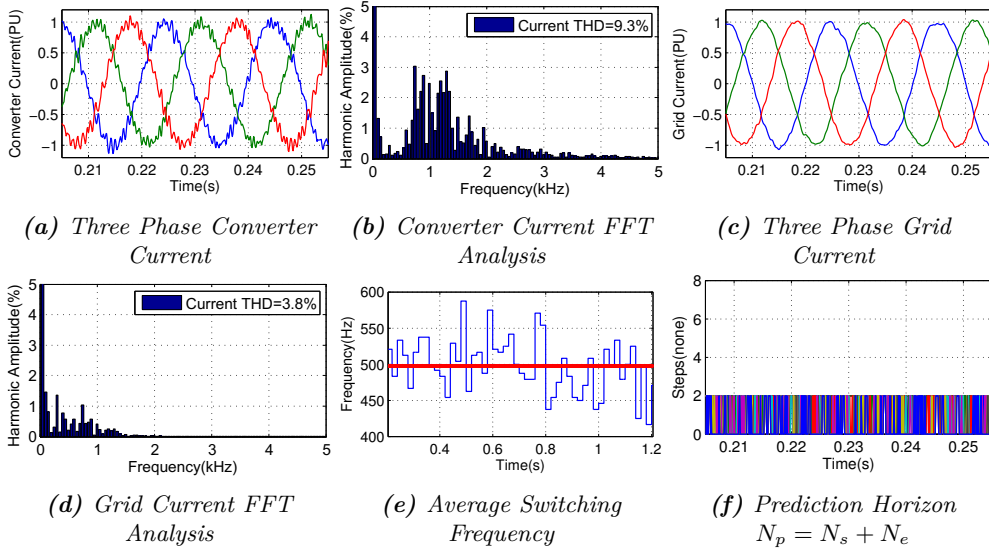 Converter Current(PU)
1
0.5
0
−0.5
−1
0.21 0.22 0.23 0.24 0.25
Time(s)
(a) Three Phase Converter
Current
Harmonic Amplitude(%)
5
4
3
2
1
0
Current THD=9.3%
0 1 2 3 4 5
Frequency(kHz)
(b) Converter Current FFT
Analysis
Grid Current(PU)
1
0.5
0
−0.5
−1
0.21 0.22 0.23 0.24 0.25
Time(s)
(c) Three Phase Grid
Current
Harmonic Amplitude(%)
5
4
3
2
1
0
Current THD=3.8%
0 1 2 3 4 5
Frequency(kHz)
(d) Grid Current FFT
Analysis
Frequency(Hz)
600
550
500
450
400
0.4 0.6 0.8 1 1.2
Time(s)
(e) Average Switching
Frequency
Steps(none)
8
6
4
2
0
0.21 0.22 0.23 0.24 0.25
Time(s)
(f) Prediction Horizon
Np = Ns + Ne